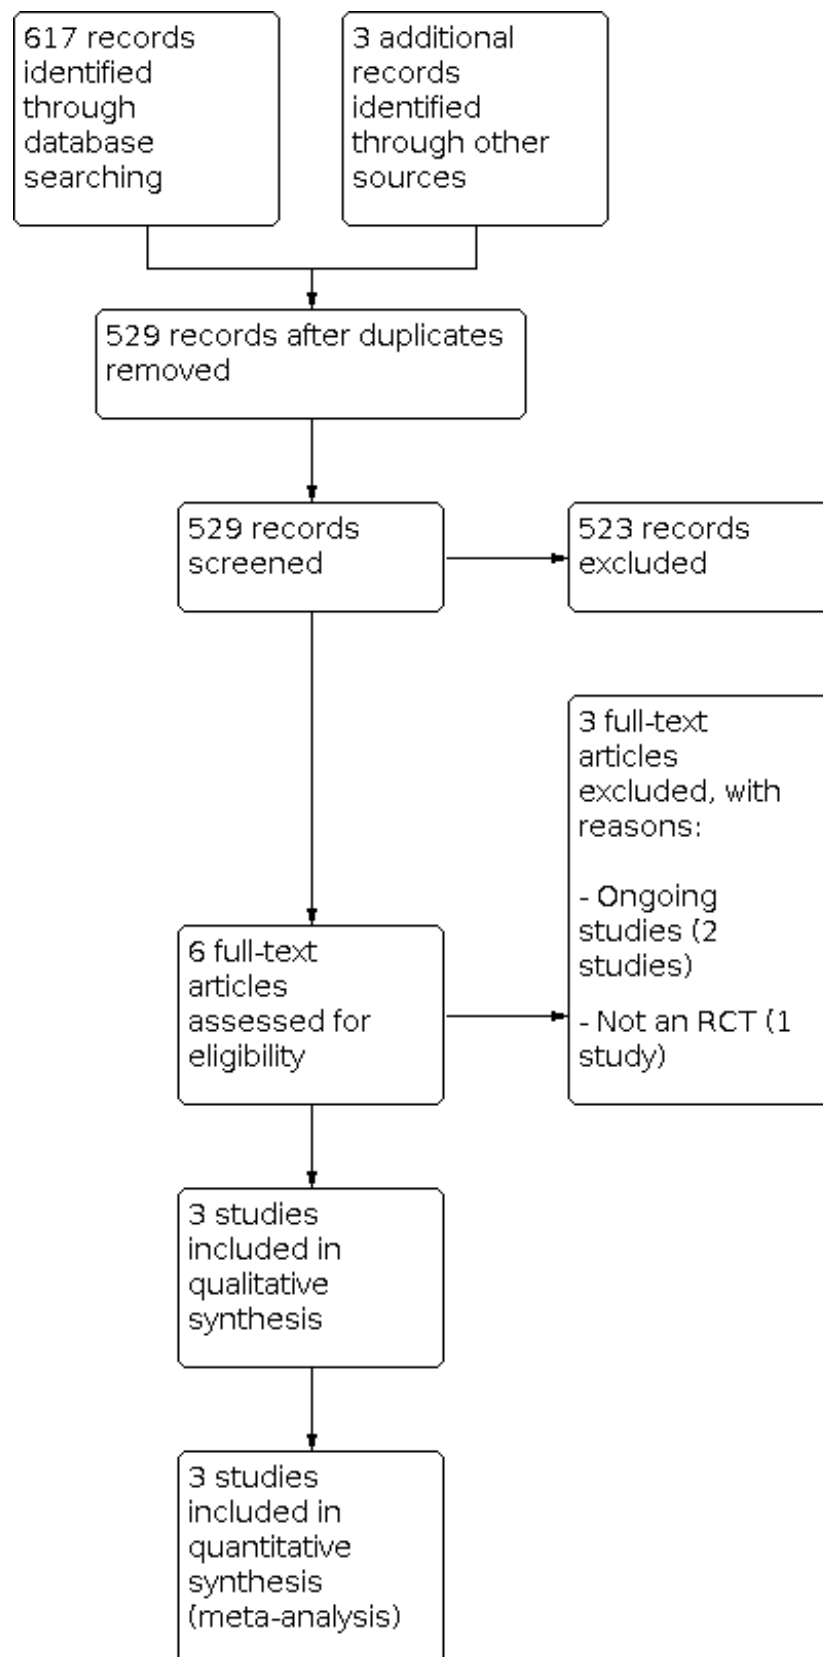 617 records
identified
through
database
searching
3 additional
records
identified
through other
sources
529 records after duplicates
removed
529 records
screened
523 records
excluded
3 full-text
articles
excluded, with
reasons:
- Ongoing
studies (2
studies)
- Not an RCT (1
study)
6 full-text
articles
assessed for
eligibility
3 studies
included in
qualitative
synthesis
3 studies
included in
quantitative
synthesis
(meta-analysis)